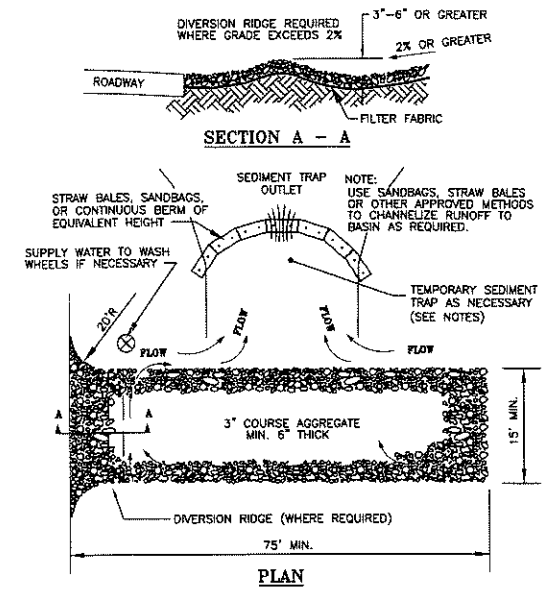 DIVERSION RIDGE REQUIRED
WHERE GRADE EXCEEDS 2%
3"-6" OR GREATER
2% OR GREATER
ROADWAY
FILTER FABRIC
SECTION A - A
SEDIMENT TRAP
OUTLET
NOTE:
USE SANDBAGS, STRAW BALES
OR OTHER APPROVED METHODS
TO CHANNELIZE RUNOFF TO
BASIN AS REQUIRED.
STRAW BALES, SANDBAGS,
OR CONTINUOUS BERM OF
EQUIVALENT HEIGHT
SUPPLY WATER TO WASH
WHEELS IF NECESSARY
TEMPORARY SEDIMENT
TRAP AS NECESSARY
(SEE NOTES)
20'R
FLOW
FLOW
FLOW
FLOW
A
A
3" COURSE AGGREGATE
MIN. 6" THICK
15' MIN.
DIVERSION RIDGE (WHERE REQUIRED)
75' MIN.
PLAN